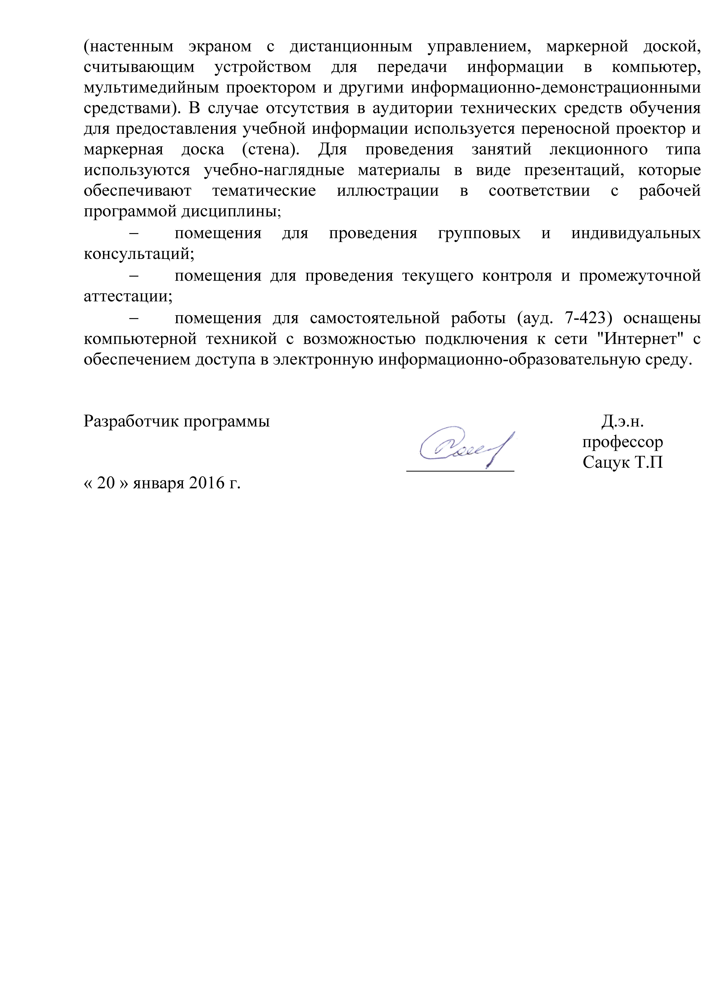 (настенным экраном с дистанционным управлением, маркерной доской,
считывающим устройством для передачи информации в компьютер,
мультимедийным проектором и другими информационно-демонстрационными
средствами). В случае отсутствия в аудитории технических средств обучения
для предоставления учебной информации используется переносной проектор и
маркерная доска (стена). Для проведения занятий лекционного типа
используются учебно-наглядные материалы в виде презентаций, которые
обеспечивают тематические иллюстрации в соответствии с рабочей
программой дисциплины;
– помещения для проведения групповых и индивидуальных
консультаций;
– помещения для проведения текущего контроля и промежуточной
аттестации;
– помещения для самостоятельной работы (ауд. 7-423) оснащены
компьютерной техникой с возможностью подключения к сети "Интернет" с
обеспечением доступа в электронную информационно-образовательную среду.
Разработчик программы
Д.э.н.
профессор
Сацук Т.П
« 20 » января 2016 г.